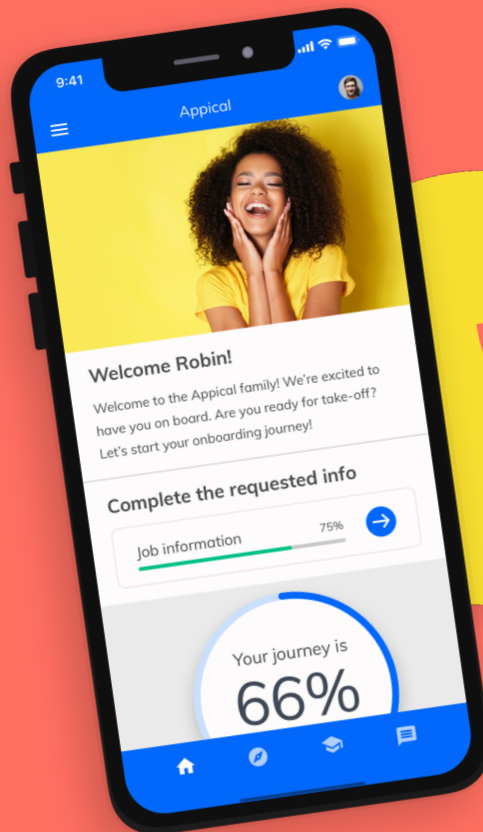 9:41
Appical
Welcome Robin!
Welcome to the Appical family! We're excited to
have you on board. Are you ready for take-off?
Let's start your onboarding journey!
Complete the requested info
Job information
75%
Your journey is
66%